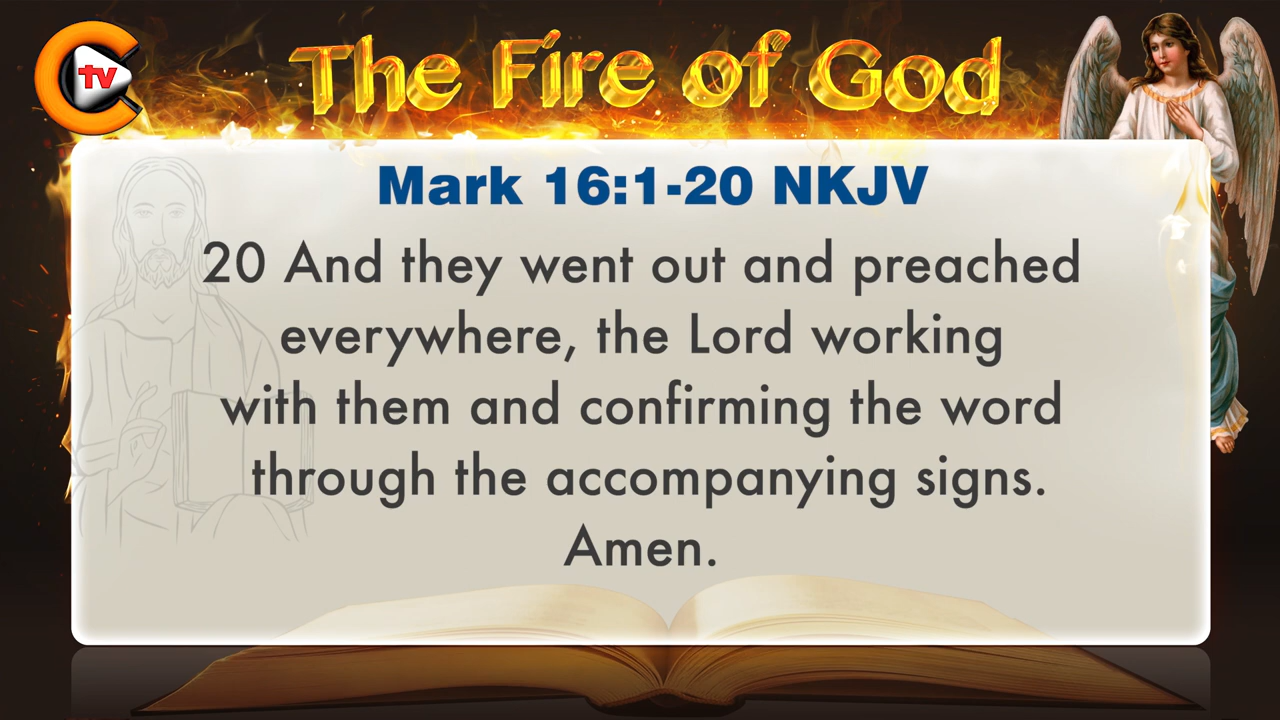 tv
The Fire of God
Mark 16:1-20 NKJV
20 And they went out and preached
everywhere, the Lord working
with them and confirming the word
through the accompanying signs.
Amen.